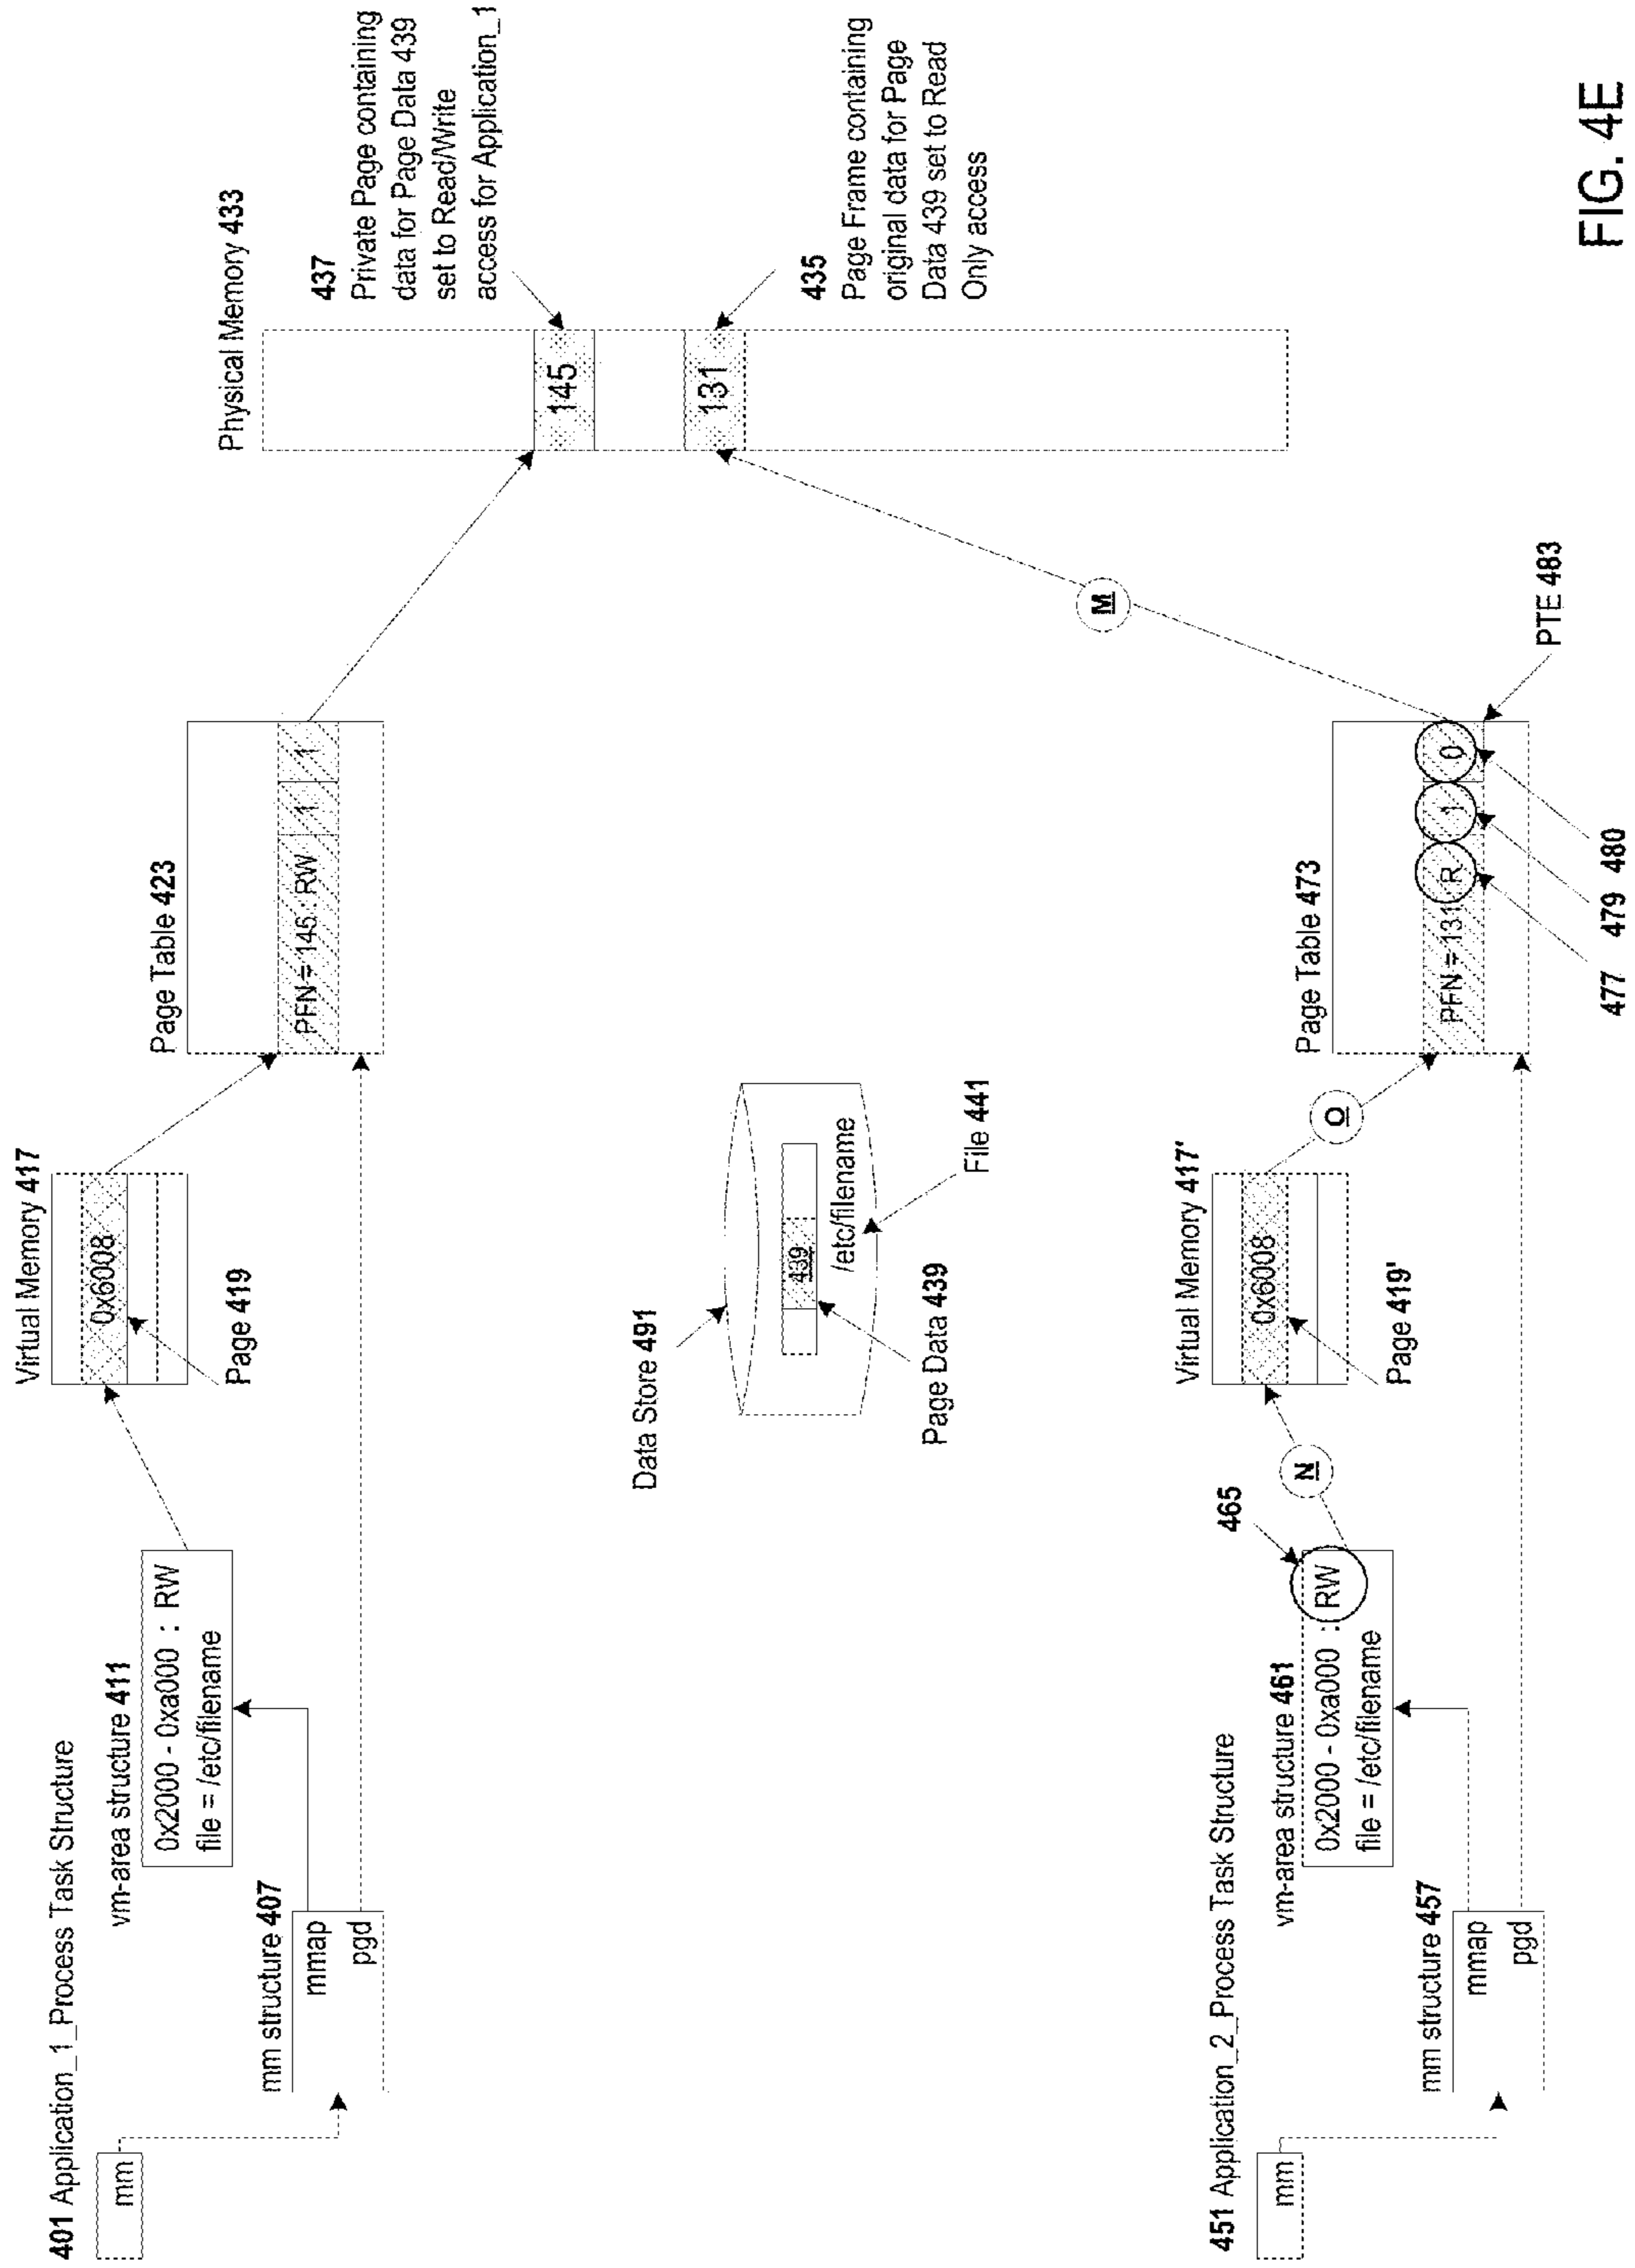 401 Application_1_Process Task Structure
mm
mm structure 407
mmap
pgd
vm-area structure 411
0x2000 - 0xa000 : RW
file = /etc/filename
Virtual Memory 417
0x6008
Page 419
Page Table 423
PFN = 145 : RW
1
1
Physical Memory 433
145
131
437
Private Page containing
data for Page Data 439
set to Read/Write
access for Application_1
435
Page Frame containing
original data for Page
Data 439 set to Read
Only access
Data Store 491
439
/etc/filename
Page Data 439
File 441
451 Application_2_Process Task Structure
mm
mm structure 457
mmap
pgd
vm-area structure 461
0x2000 - 0xa000 : RW
file = /etc/filename
465
N
Virtual Memory 417'
0x6008
Page 419'
O
Page Table 473
PFN = 131
R
1
0
477
479
480
PTE 483
M
FIG. 4E